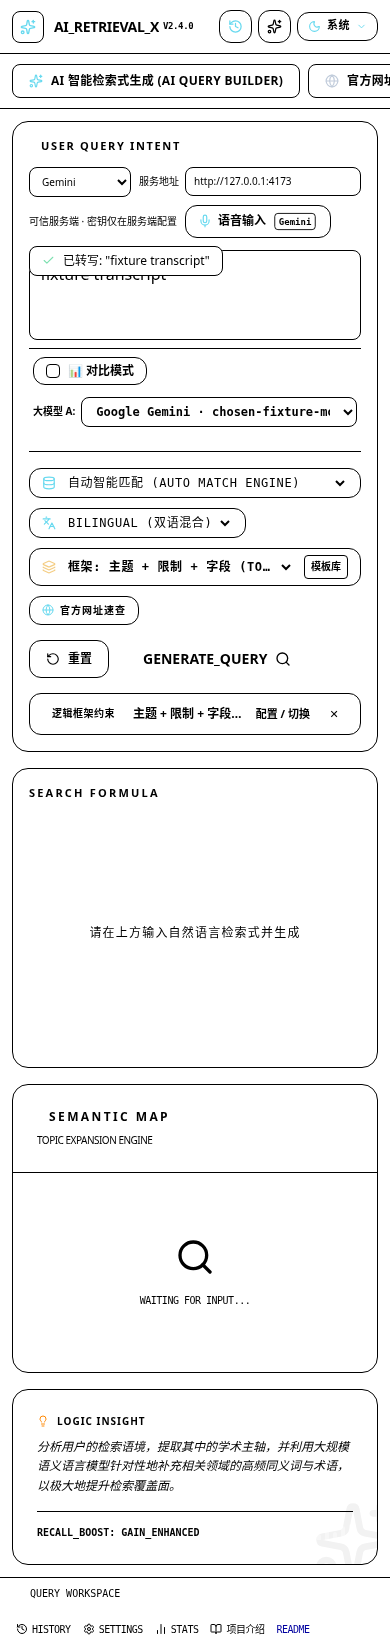 AI_RETRIEVAL_X V2.4.0 系统
AI 智能检索式生成 (AI QUERY BUILDER) 官方网址
USER QUERY INTENT
Gemini 服务地址 http://127.0.0.1:4173
可信服务端 · 密钥仅在服务端配置 语音输入 Gemini
已转写: "fixture transcript"
fixture transcript
📊 对比模式
大模型 A: Google Gemini · chosen-fixture-mo
自动智能匹配 (AUTO MATCH ENGINE)
BILINGUAL (双语混合)
框架: 主题 + 限制 + 字段 (TO… 模板库
官方网址速查
重置 GENERATE_QUERY
逻辑框架约束 主题 + 限制 + 字段... 配置 / 切换 ×
SEARCH FORMULA
请在上方输入自然语言检索式并生成
SEMANTIC MAP
TOPIC EXPANSION ENGINE
WAITING FOR INPUT...
LOGIC INSIGHT
分析用户的检索语境，提取其中的学术主轴，并利大规模
语义语言模型针对性地补充相关领域的高频同义词与术语，
以极大地提升检索覆盖面。
RECALL_BOOST: GAIN_ENHANCED
QUERY WORKSPACE
HISTORY SETTINGS STATS 项目介绍 README